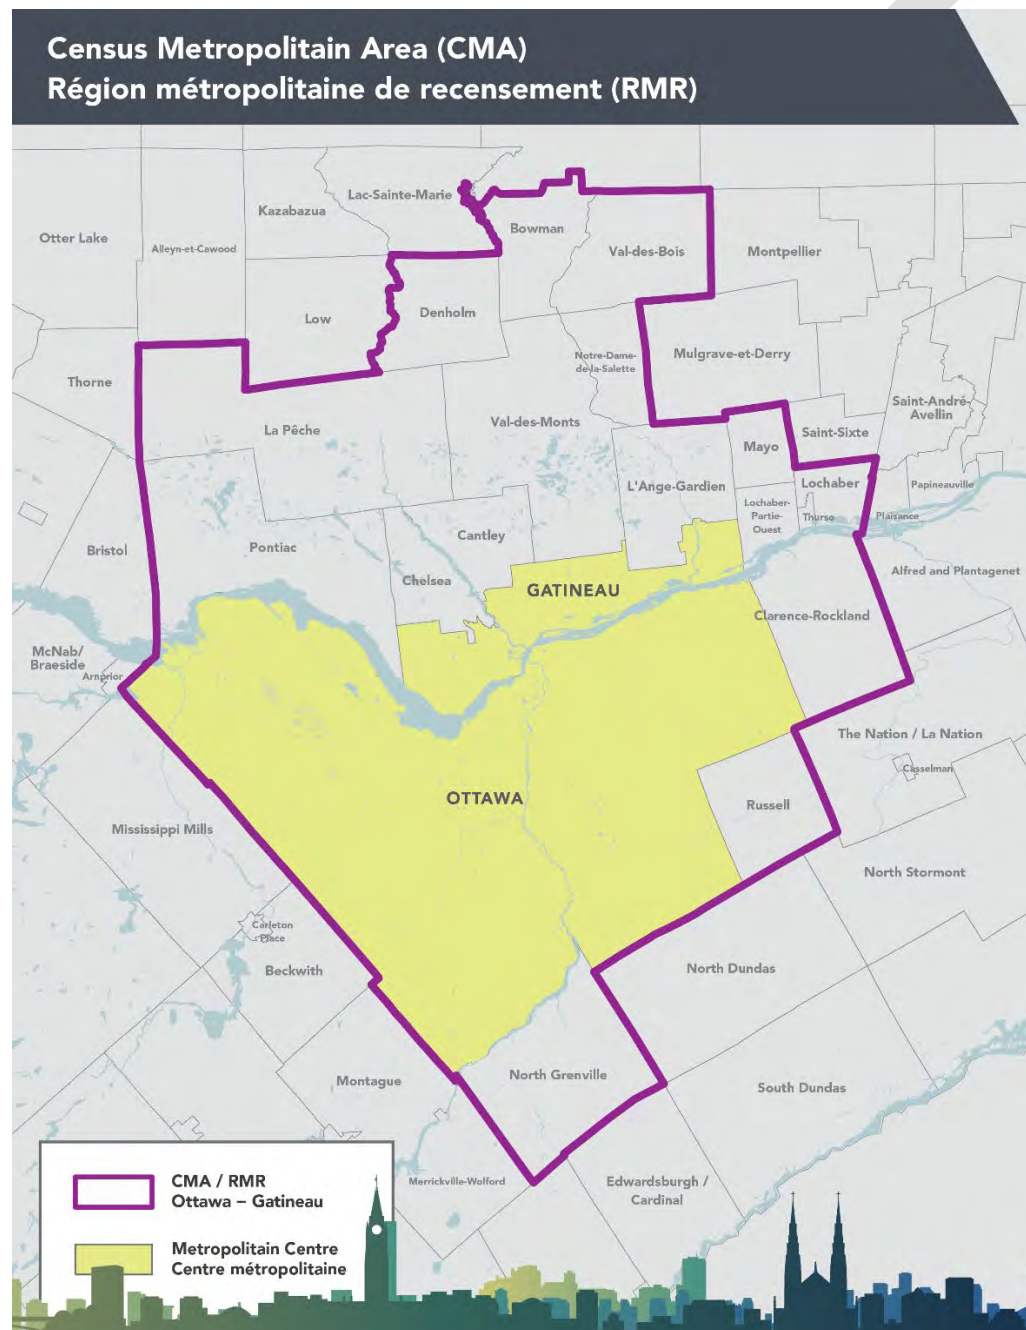 Census Metropolitain Area (CMA)
Région métropolitaine de recensement (RMR)
Lac-Sainte-Marie
Kazabazua
Bowman
Otter Lake
Alleyn-et-Cawood
Val-des-Bois
Montpellier
Low
Denholm
Notre-Dame-
de-la-Salette
Mulgrave-et-Derry
Thorne
Saint-André-
Avellin
La Pêche
Val-des-Monts
Saint-Sixte
Mayo
L'Ange-Gardien
Lochaber
Papineauville
Lochaber-
Partie-
Ouest
Thurso
Plaisance
Bristol
Pontiac
Cantley
Chelsea
GATINEAU
Alfred and Plantagenet
Clarence-Rockland
McNab/
Braeside
Arnprior
The Nation / La Nation
Casselman
OTTAWA
Russell
Mississippi Mills
North Stormont
Carleton
Place
Beckwith
North Dundas
Montague
North Grenville
South Dundas
Merrickville-Wolford
Edwardsburgh /
Cardinal
CMA / RMR
Ottawa – Gatineau
Metropolitain Centre
Centre métropolitaine